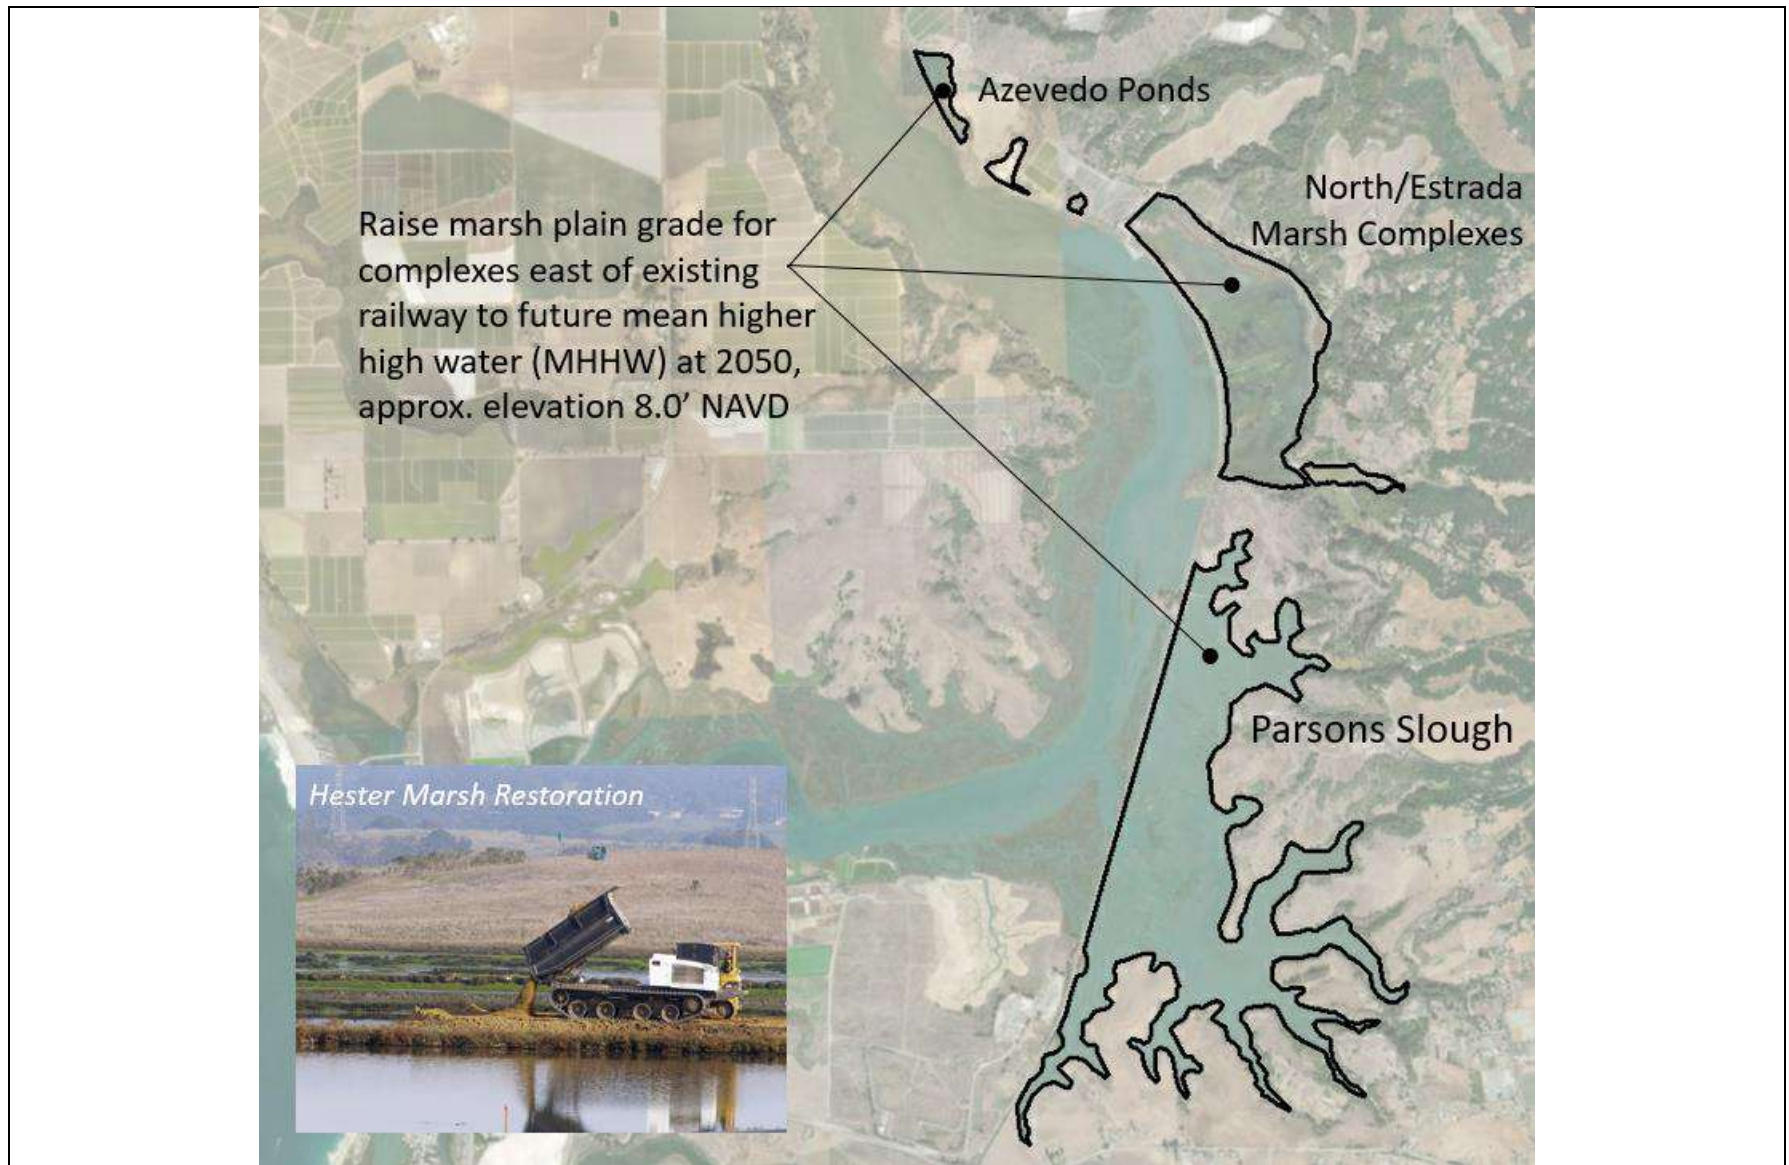 Azevedo Ponds
North/Estrada
Marsh Complexes
Raise marsh plain grade for
complexes east of existing
railway to future mean higher
high water (MHHW) at 2050,
approx. elevation 8.0’ NAVD
Parsons Slough
Hester Marsh Restoration